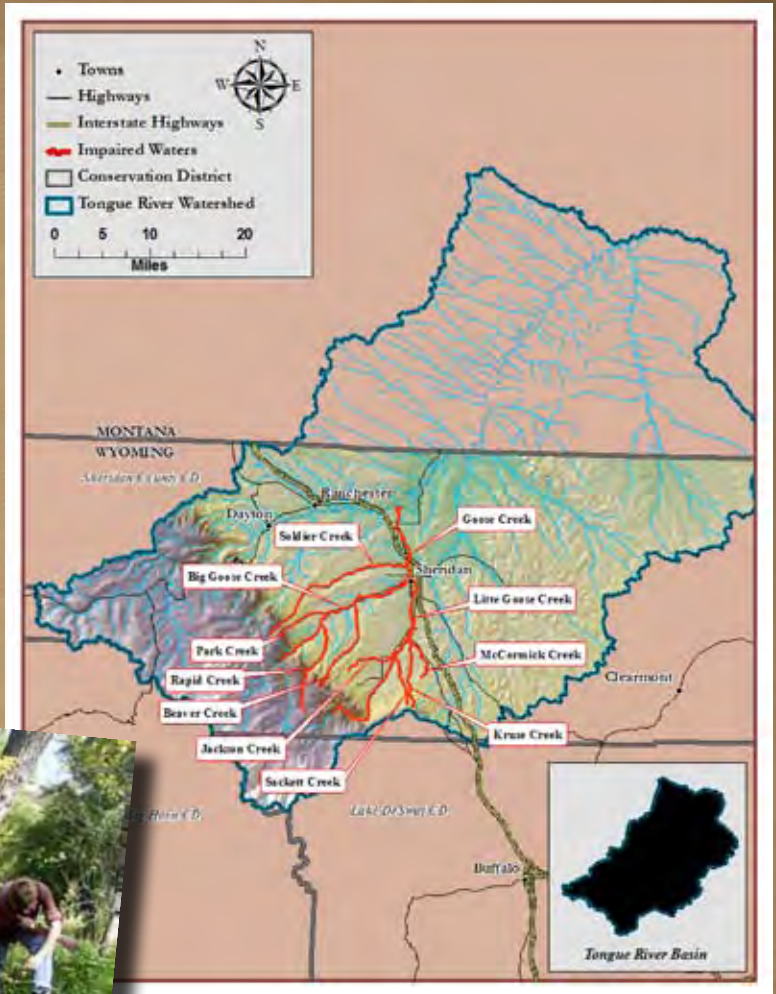 N
W E
S
Towns
Highways
Interstate Highways
Impaired Waters
Conservation District
Tongue River Watershed
0 5 10 20
Miles
MONTANA
WYOMING
Sheridan County C.D.
Ranchester
Dayton
Goose Creek
Soldier Creek
Sheridan
Big Goose Creek
Litte Goose Creek
Park Creek
McCormick Creek
Rapid Creek
Clearmont
Beaver Creek
Kruse Creek
Jackson Creek
Sackett Creek
Horn C.D.
Lake DeSmet C.D.
Buffalo
Tongue River Basin